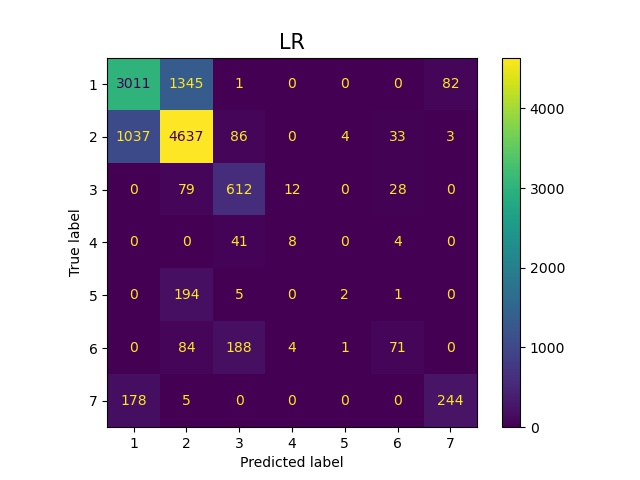 LR
1 3011 1345 1 0 0 0 82
2 1037 4637 86 0 4 33 3
3 0 79 612 12 0 28 0
4 0 0 41 8 0 4 0
5 0 194 5 0 2 1 0
6 0 84 188 4 1 71 0
7 178 5 0 0 0 0 244
1 2 3 4 5 6 7
True label
Predicted label
4000
3000
2000
1000
0